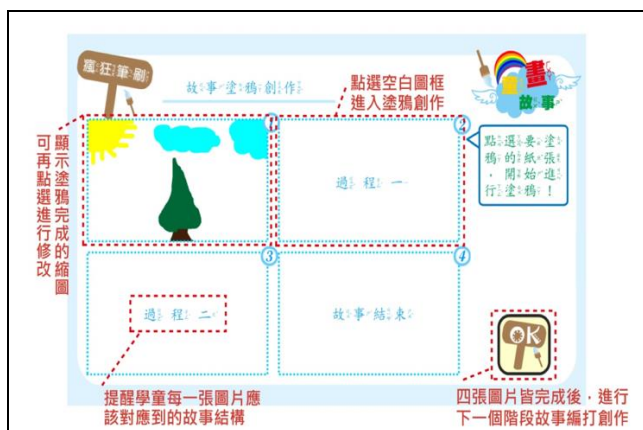 瘋狂筆刷
故事塗鴉創作
點選空白圖框
進入塗鴉創作
畫
故事
顯示塗鴉完成的縮圖
可再點選進行修改
1
2
過程一
點選要塗
鴉的紙張
，開始進
行塗鴉！
3
4
過程二
故事結束
OK
提醒學童每一張圖片應
該對應到的故事結構
四張圖片皆完成後，進行
下一個階段故事編打創作